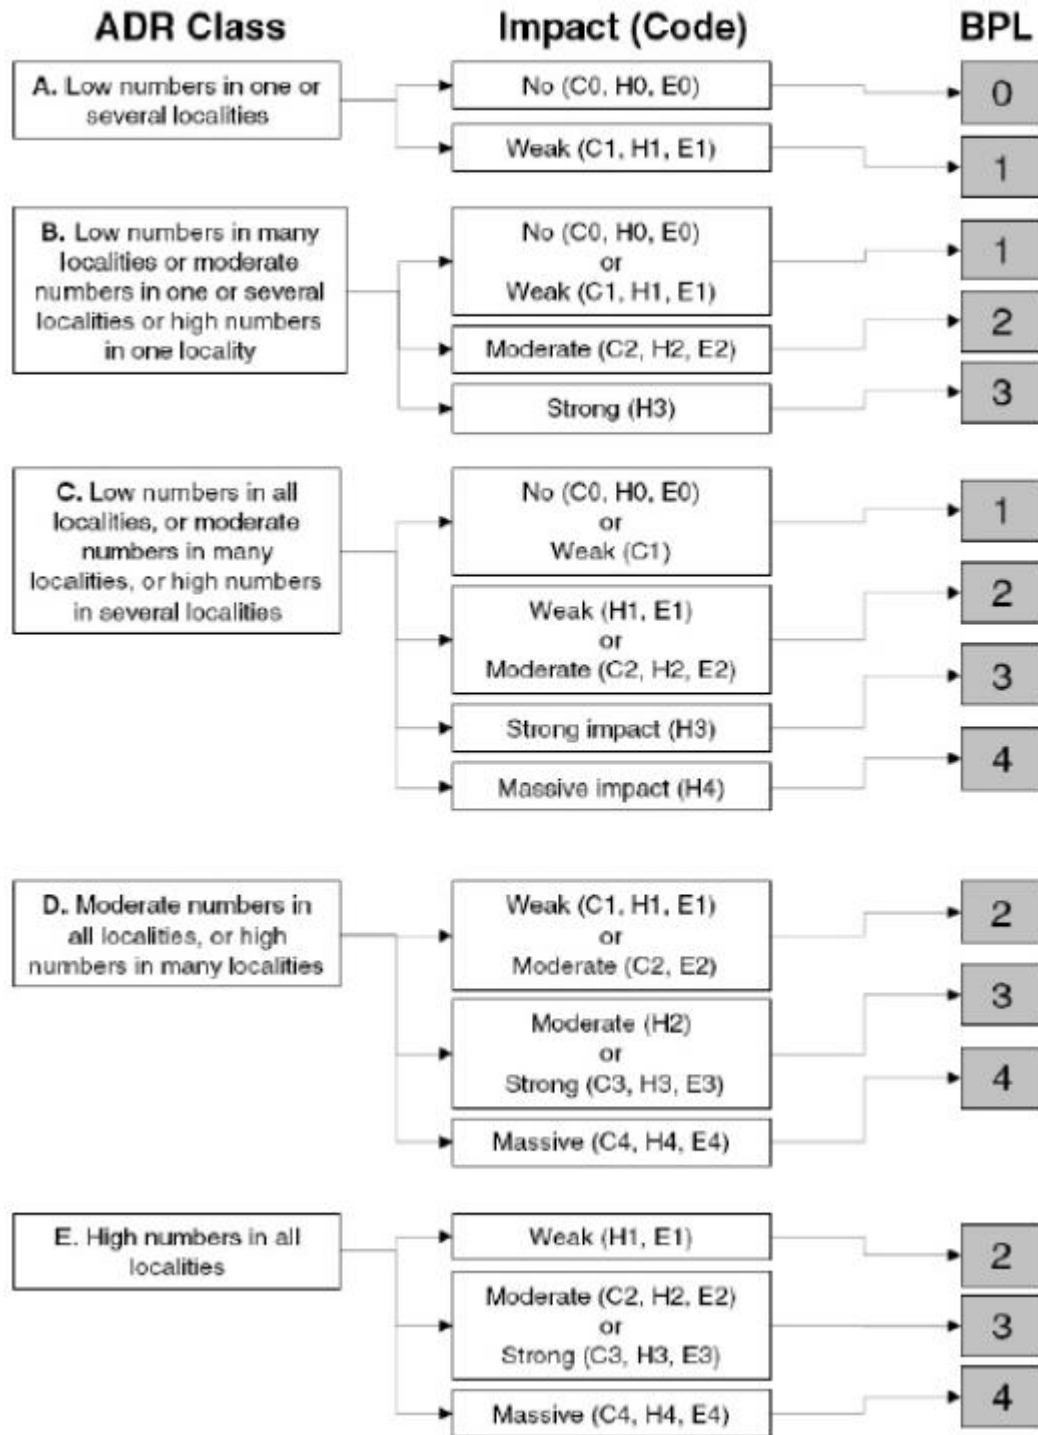 ADR Class
Impact (Code)
BPL
A. Low numbers in one or
several localities
No (C0, H0, E0)
0
Weak (C1, H1, E1)
1
B. Low numbers in many
localities or moderate
numbers in one or several
localities or high numbers
in one locality
No (C0, H0, E0)
or
Weak (C1, H1, E1)
1
Moderate (C2, H2, E2)
2
Strong (H3)
3
C. Low numbers in all
localities, or moderate
numbers in many
localities, or high numbers
in several localities
No (C0, H0, E0)
or
Weak (C1)
1
Weak (H1, E1)
or
Moderate (C2, H2, E2)
2
Strong impact (H3)
3
Massive impact (H4)
4
D. Moderate numbers in
all localities, or high
numbers in many localities
Weak (C1, H1, E1)
or
Moderate (C2, E2)
2
Moderate (H2)
or
Strong (C3, H3, E3)
3
Massive (C4, H4, E4)
4
E. High numbers in all
localities
Weak (H1, E1)
2
Moderate (C2, H2, E2)
or
Strong (C3, H3, E3)
3
Massive (C4, H4, E4)
4